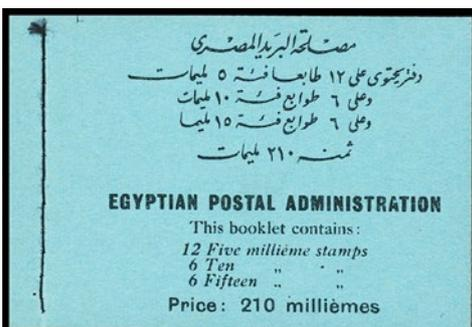 مصلحة البريد المصرى
دفتر يحتوى على ١٢ طابعا فئة ٥ مليمات
وعلى ٦ طوابع فئة ١٠ مليمات
وعلى ٦ طوابع فئة ١٥ مليما
ثمنه ٢١٠ مليمات
EGYPTIAN POSTAL ADMINISTRATION
This booklet contains:
12 Five millième stamps
6 Ten „ „
6 Fifteen „ „
Price: 210 millièmes